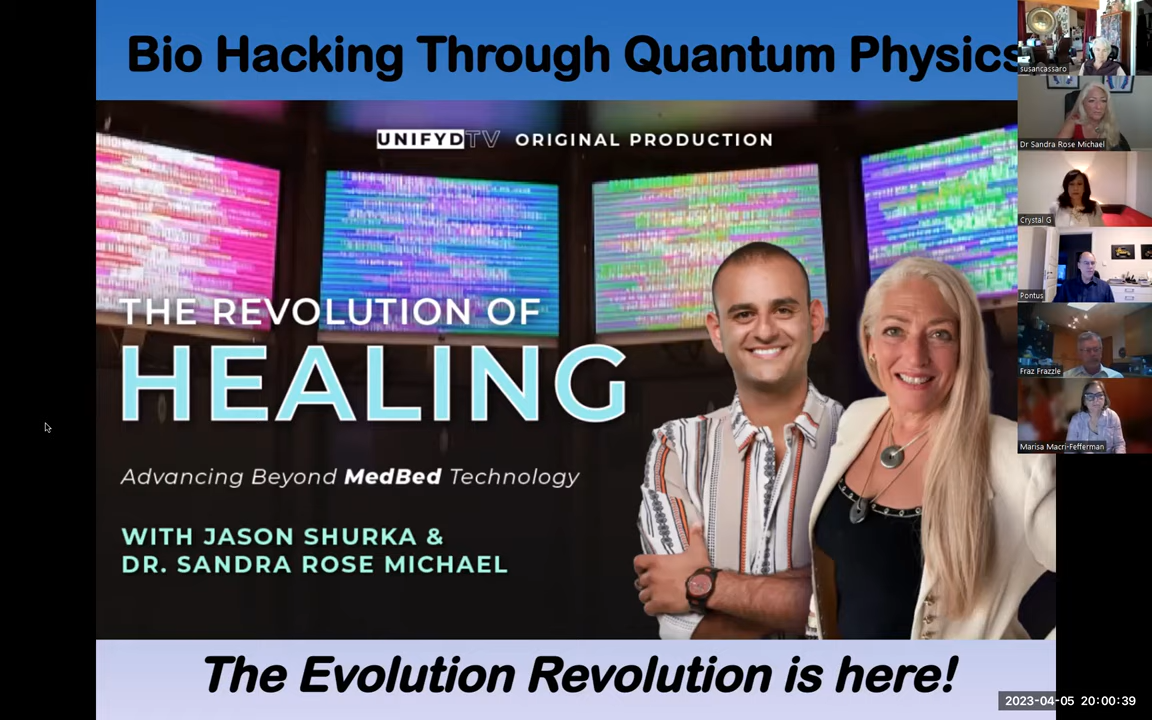 Bio Hacking Through Quantum Physics
UNIFYDTV ORIGINAL PRODUCTION
THE REVOLUTION OF
HEALING
Advancing Beyond MedBed Technology
WITH JASON SHURKA &
DR. SANDRA ROSE MICHAEL
The Evolution Revolution is here!
susancassaro
Dr Sandra Rose Michael
Crystal G
Pontus
Fraz Frazzle
Marisa Macri-Fefferman
2023-04-05 20:00:39